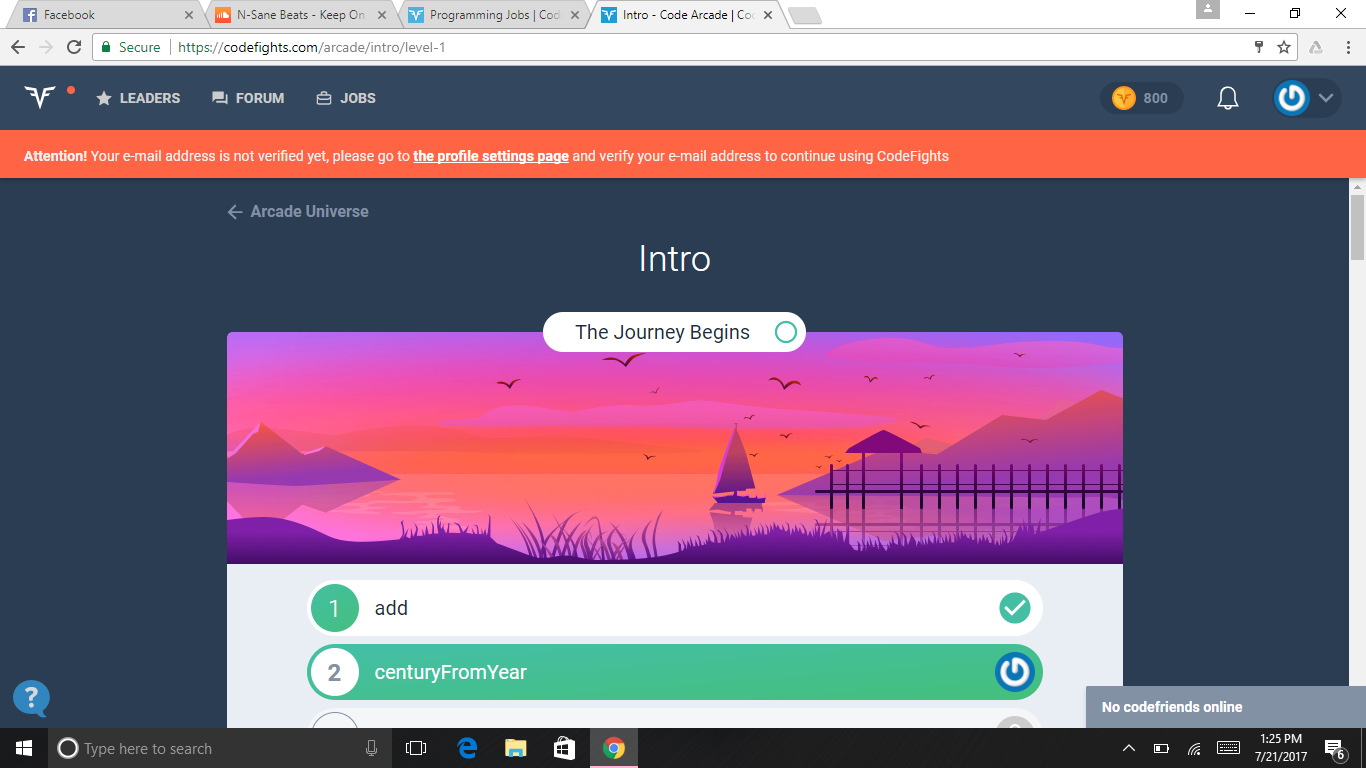 Facebook
N-Sane Beats - Keep On
Programming Jobs | Cod
Intro - Code Arcade | Coc
Secure
https://codefights.com/arcade/intro/level-1
LEADERS
FORUM
JOBS
800
Attention! Your e-mail address is not verified yet, please go to the profile settings page and verify your e-mail address to continue using CodeFights
Arcade Universe
Intro
The Journey Begins
1 add
2 centuryFromYear
?
No codefriends online
Type here to search
1:25 PM
7/21/2017
6